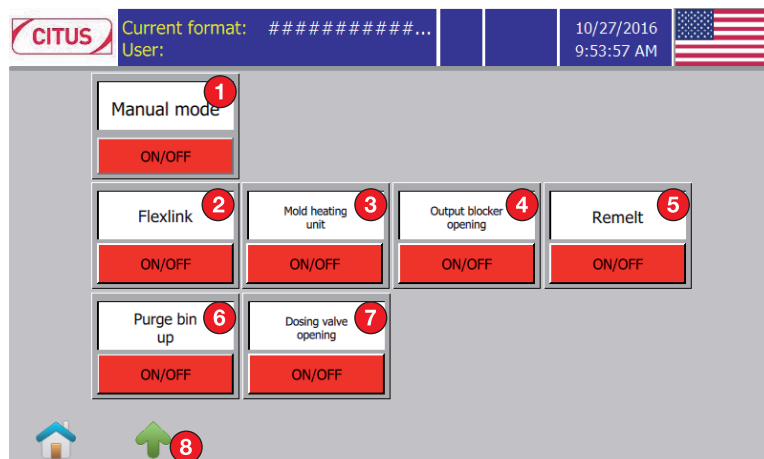 CITUS
Current format: ###########...
User:
10/27/2016
9:53:57 AM
1
Manual mode
ON/OFF
2
Flexlink
ON/OFF
3
Mold heating
unit
ON/OFF
4
Output blocker
opening
ON/OFF
5
Remelt
ON/OFF
6
Purge bin
up
ON/OFF
7
Dosing valve
opening
ON/OFF
8